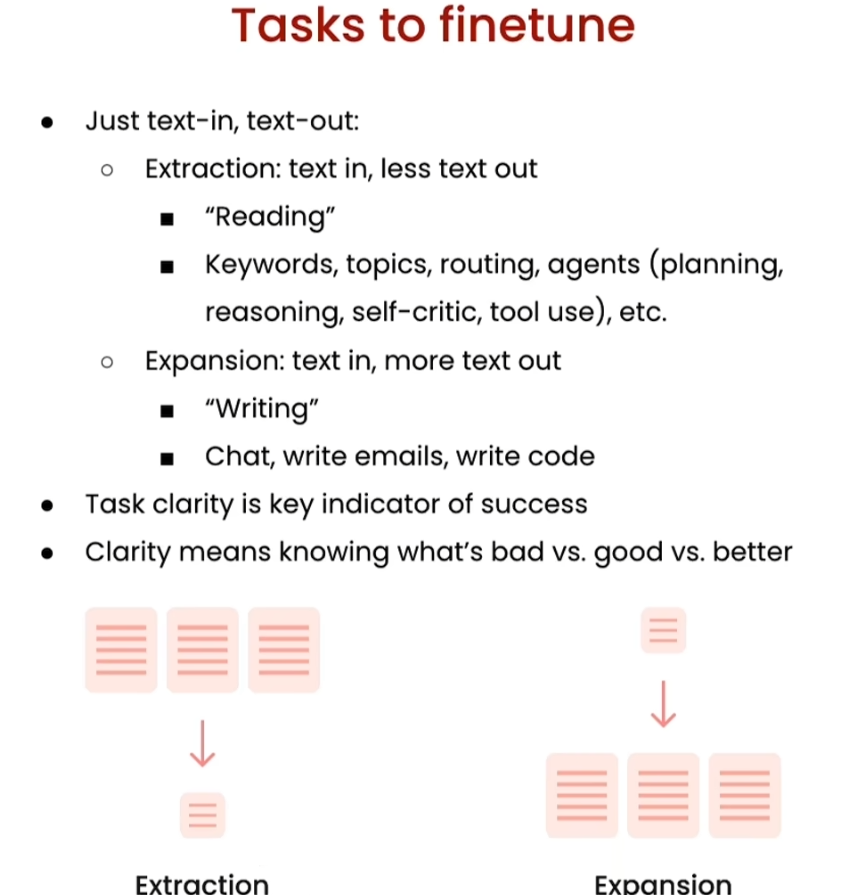 Tasks to finetune
● Just text-in, text-out:
○ Extraction: text in, less text out
■ “Reading”
■ Keywords, topics, routing, agents (planning,
reasoning, self-critic, tool use), etc.
○ Expansion: text in, more text out
■ “Writing”
■ Chat, write emails, write code
● Task clarity is key indicator of success
● Clarity means knowing what’s bad vs. good vs. better
Extraction
Expansion